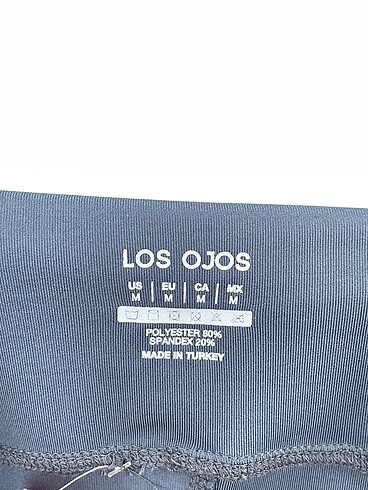 LOS OJOS
US | EU | CA | MX
M | M | M | M
POLYESTER 80%
SPANDEX 20%
MADE IN TURKEY